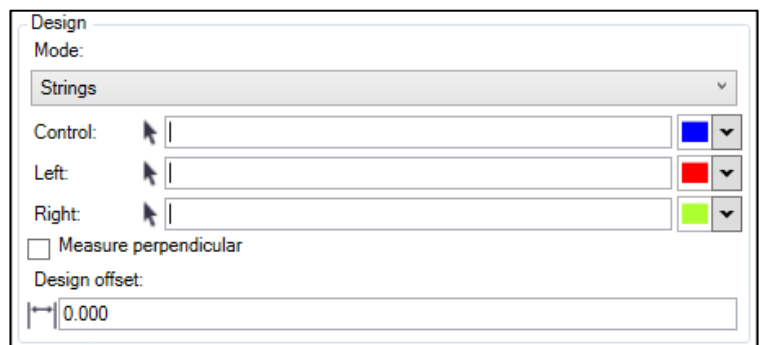 Design
Mode:
Strings
Control:
Left:
Right:
Measure perpendicular
Design offset:
0.000